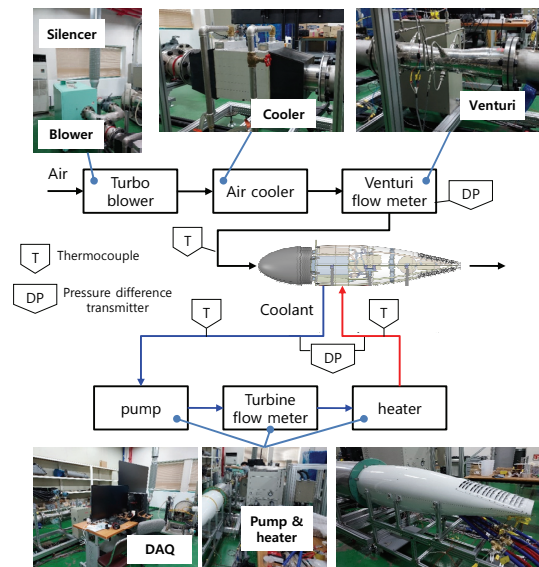 Silencer
Blower
Cooler
Venturi
Air
Turbo
blower
Air cooler
Venturi
flow meter
DP
T
T
Thermocouple
DP
Pressure difference
transmitter
Coolant
T
T
DP
pump
Turbine
flow meter
heater
DAQ
Pump &
heater